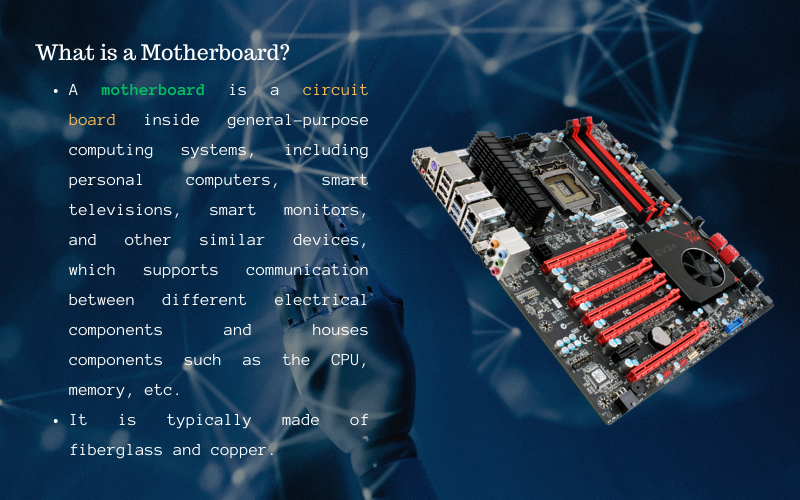 What is a Motherboard?
• A motherboard is a circuit
board inside general-purpose
computing systems, including
personal computers, smart
televisions, smart monitors,
and other similar devices,
which supports communication
between different electrical
components and houses
components such as the CPU,
memory, etc.
• It is typically made of
fiberglass and copper.